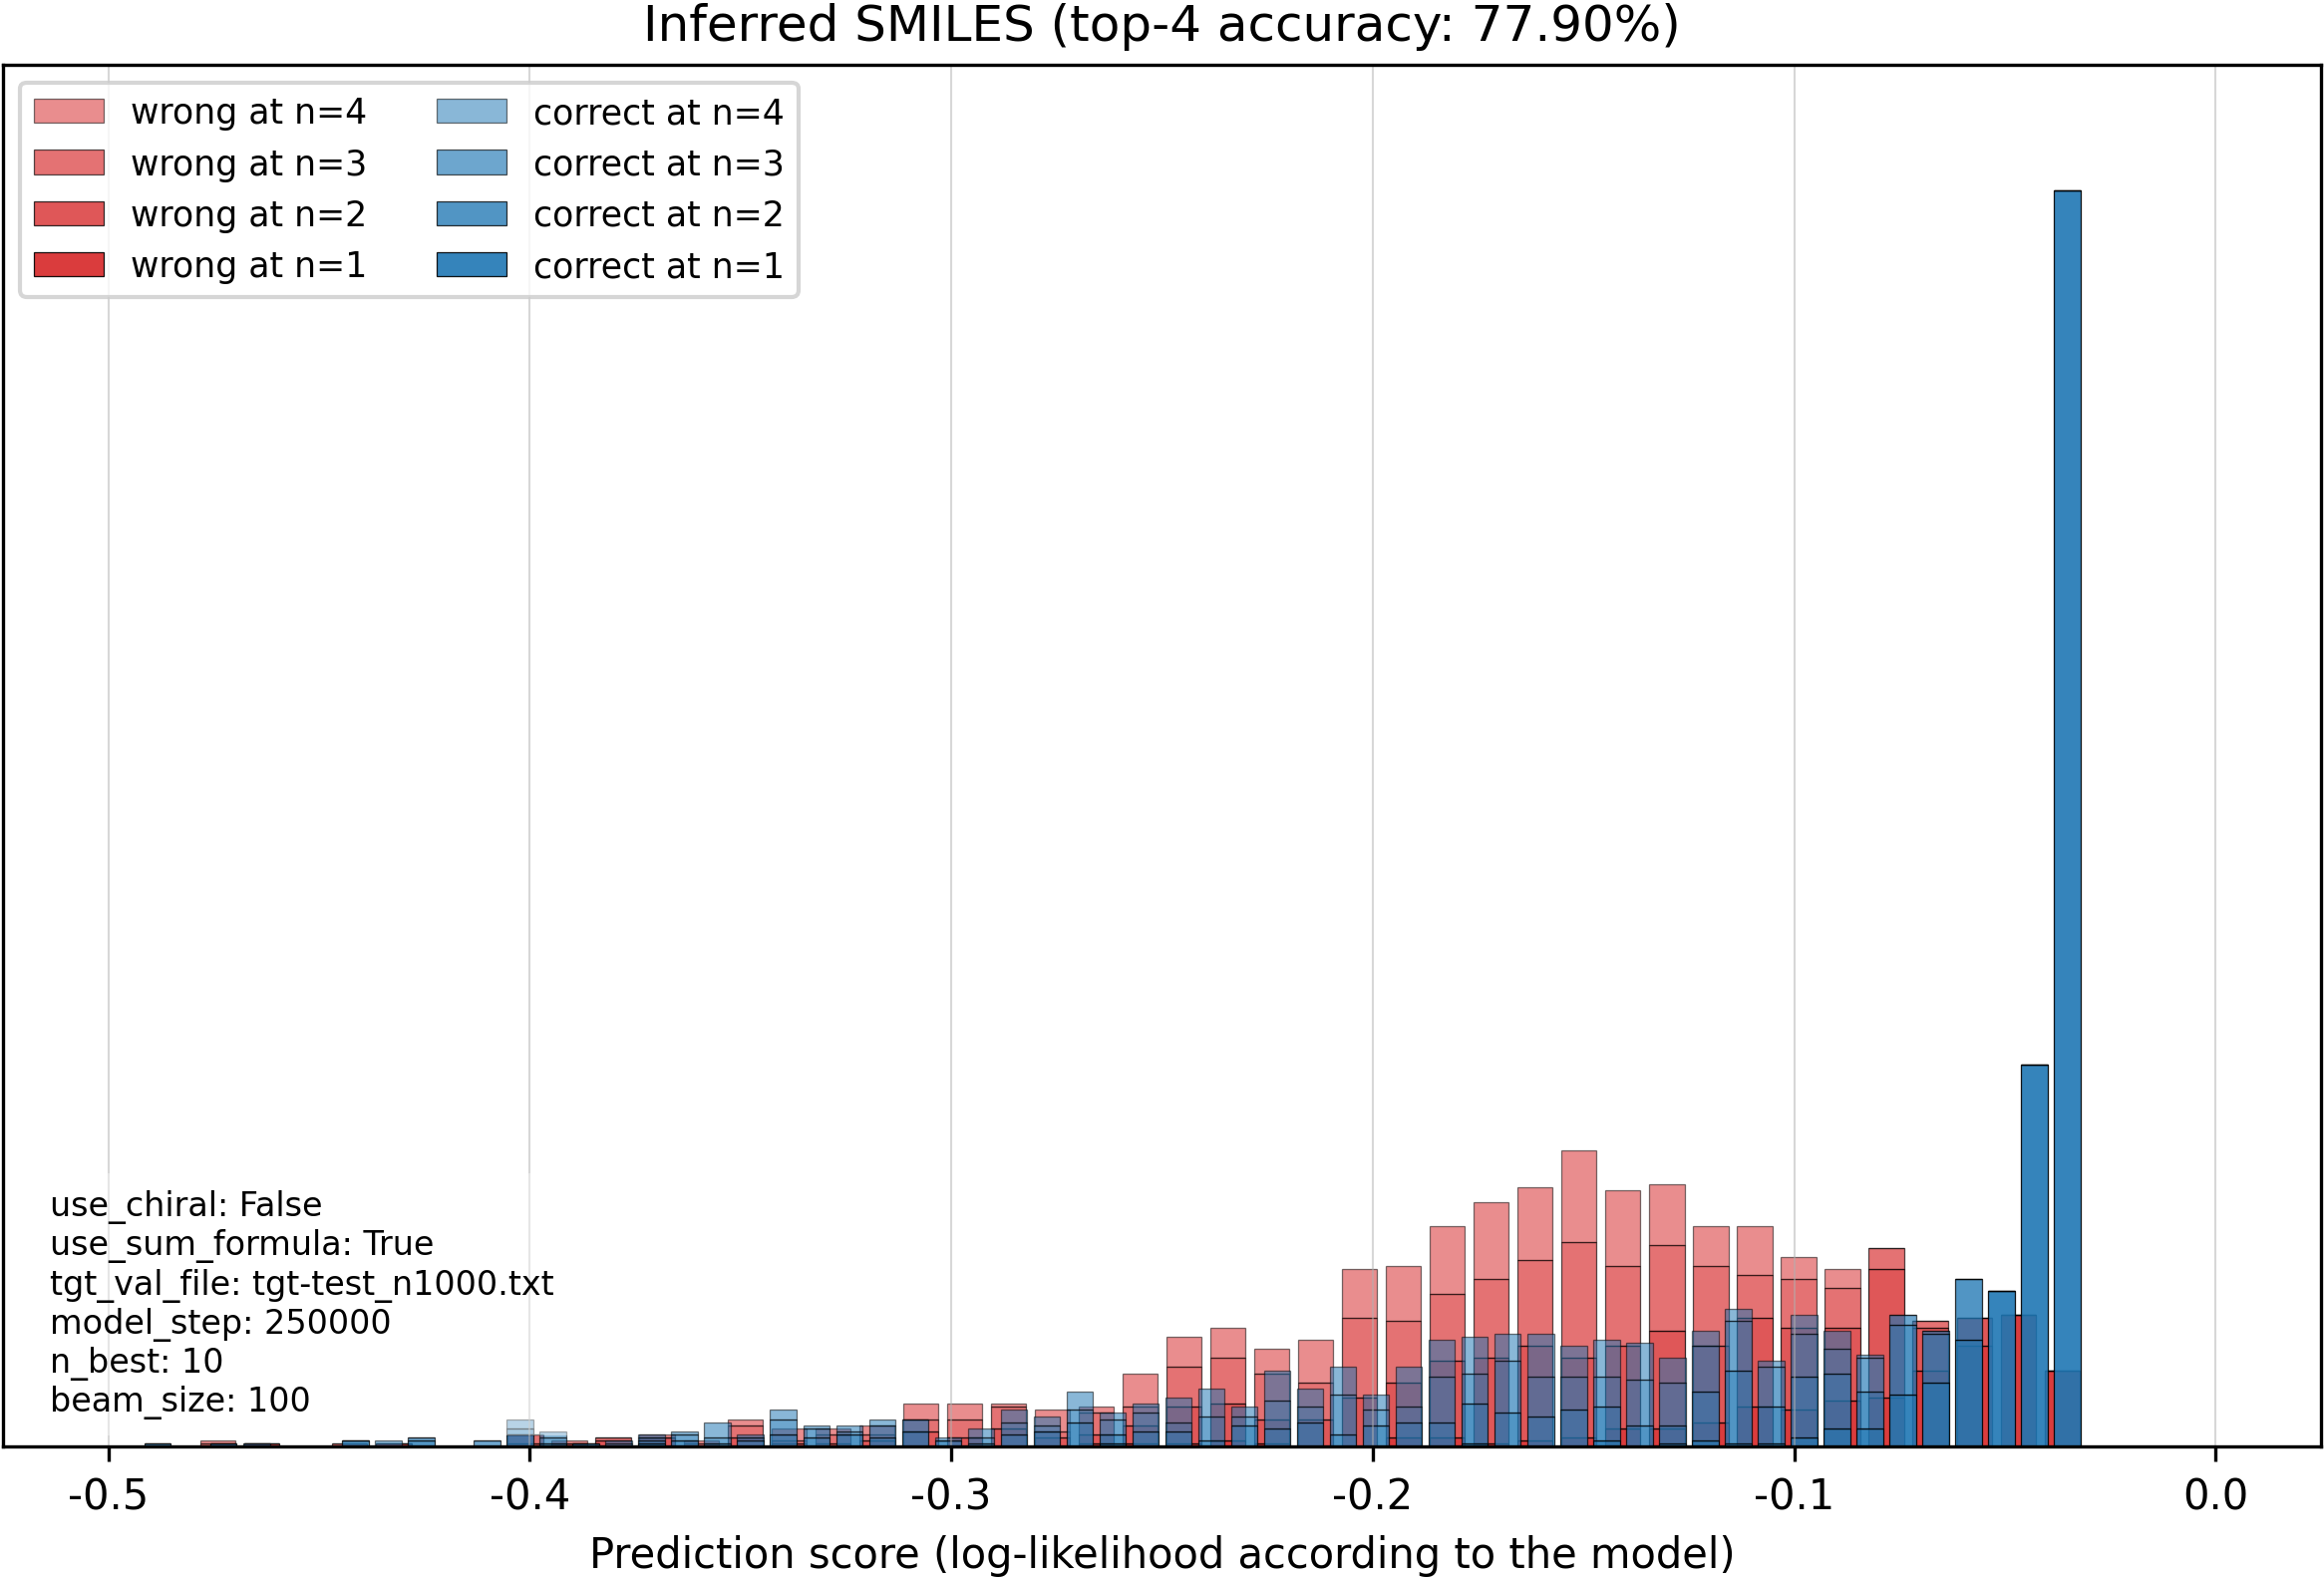 Inferred SMILES (top-4 accuracy: 77.90%)
wrong at n=4
wrong at n=3
wrong at n=2
wrong at n=1
correct at n=4
correct at n=3
correct at n=2
correct at n=1
use_chiral: False
use_sum_formula: True
tgt_val_file: tgt-test_n1000.txt
model_step: 250000
n_best: 10
beam_size: 100
-0.5 -0.4 -0.3 -0.2 -0.1 0.0
Prediction score (log-likelihood according to the model)